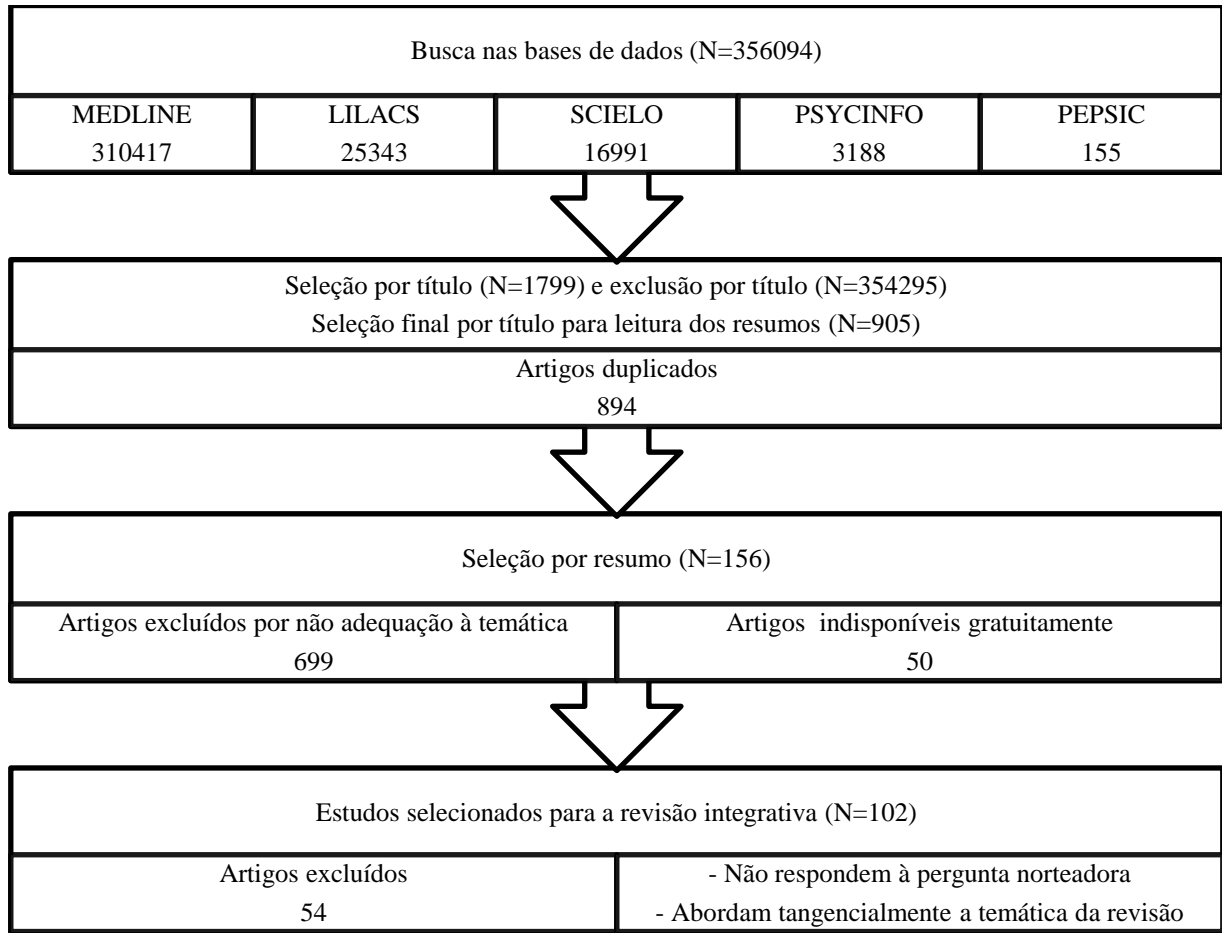 Busca nas bases de dados (N=356094)
MEDLINE
310417
LILACS
25343
SCIELO
16991
PSYCINFO
3188
PEPSIC
155
Seleção por título (N=1799) e exclusão por título (N=354295)
Seleção final por título para leitura dos resumos (N=905)
Artigos duplicados
894
Seleção por resumo (N=156)
Artigos excluídos por não adequação à temática
699
Artigos indisponíveis gratuitamente
50
Estudos selecionados para a revisão integrativa (N=102)
Artigos excluídos
54
- Não respondem à pergunta norteadora
- Abordam tangencialmente a temática da revisão